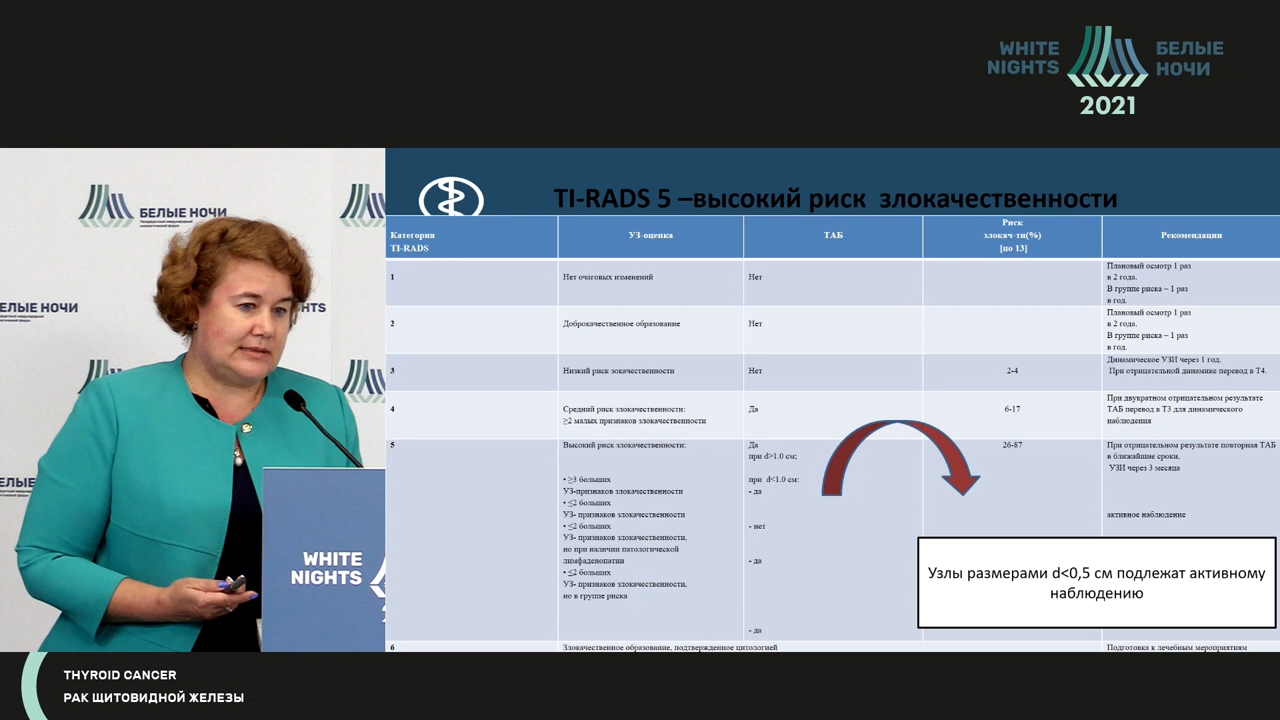 WHITE
NIGHTS
БЕЛЫЕ
НОЧИ
2021
БЕЛЫЕ НОЧИ
ЕЛЫЕ НОЧИ
HTS
ЕЛЫЕ
WHITE
NIGHTS
TI-RADS 5 –высокий риск злокачественности
Категория
TI-RADS
УЗ-оценка
ТАБ
Риск
злокач-ти(%)
[по 13]
Рекомендации
1
Нет очаговых изменений
Нет
Плановый осмотр 1 раз
в 2 года.
В группе риска – 1 раз
в год.
2
Доброкачественное образование
Нет
Плановый осмотр 1 раз
в 2 года.
В группе риска – 1 раз
в год.
3
Низкий риск зокачественности
Нет
2-4
Динамическое УЗИ через 1 год.
При отрицательной динамике перевод в Т4.
4
Средний риск злокачественности:
≥2 малых признаков злокачественности
Да
6-17
При двукратном отрицательном результате
ТАБ перевод в Т3 для динамического
наблюдения
5
Высокий риск злокачественности:
• ≥3 больших
УЗ-признаков злокачественности
• ≤2 больших
УЗ- признаков злокачественности
• ≤2 больших
УЗ- признаков злокачественности,
но при наличии патологической
лимфаденопатии
• ≤2 больших
УЗ- признаков злокачественности,
но в группе риска
Да
при d>1.0 см;
при d<1.0 см:
- да
- нет
- да
- да
26-87
При отрицательном результате повторная ТАБ
в ближайшие сроки,
УЗИ через 3 месяца
активное наблюдение
Узлы размерами d<0,5 см подлежат активному
наблюдению
6
Злокачественное образование, подтвержденное цитологией
Подготовка к лечебным мероприятиям
THYROID CANCER
РАК ЩИТОВИДНОЙ ЖЕЛЕЗЫ